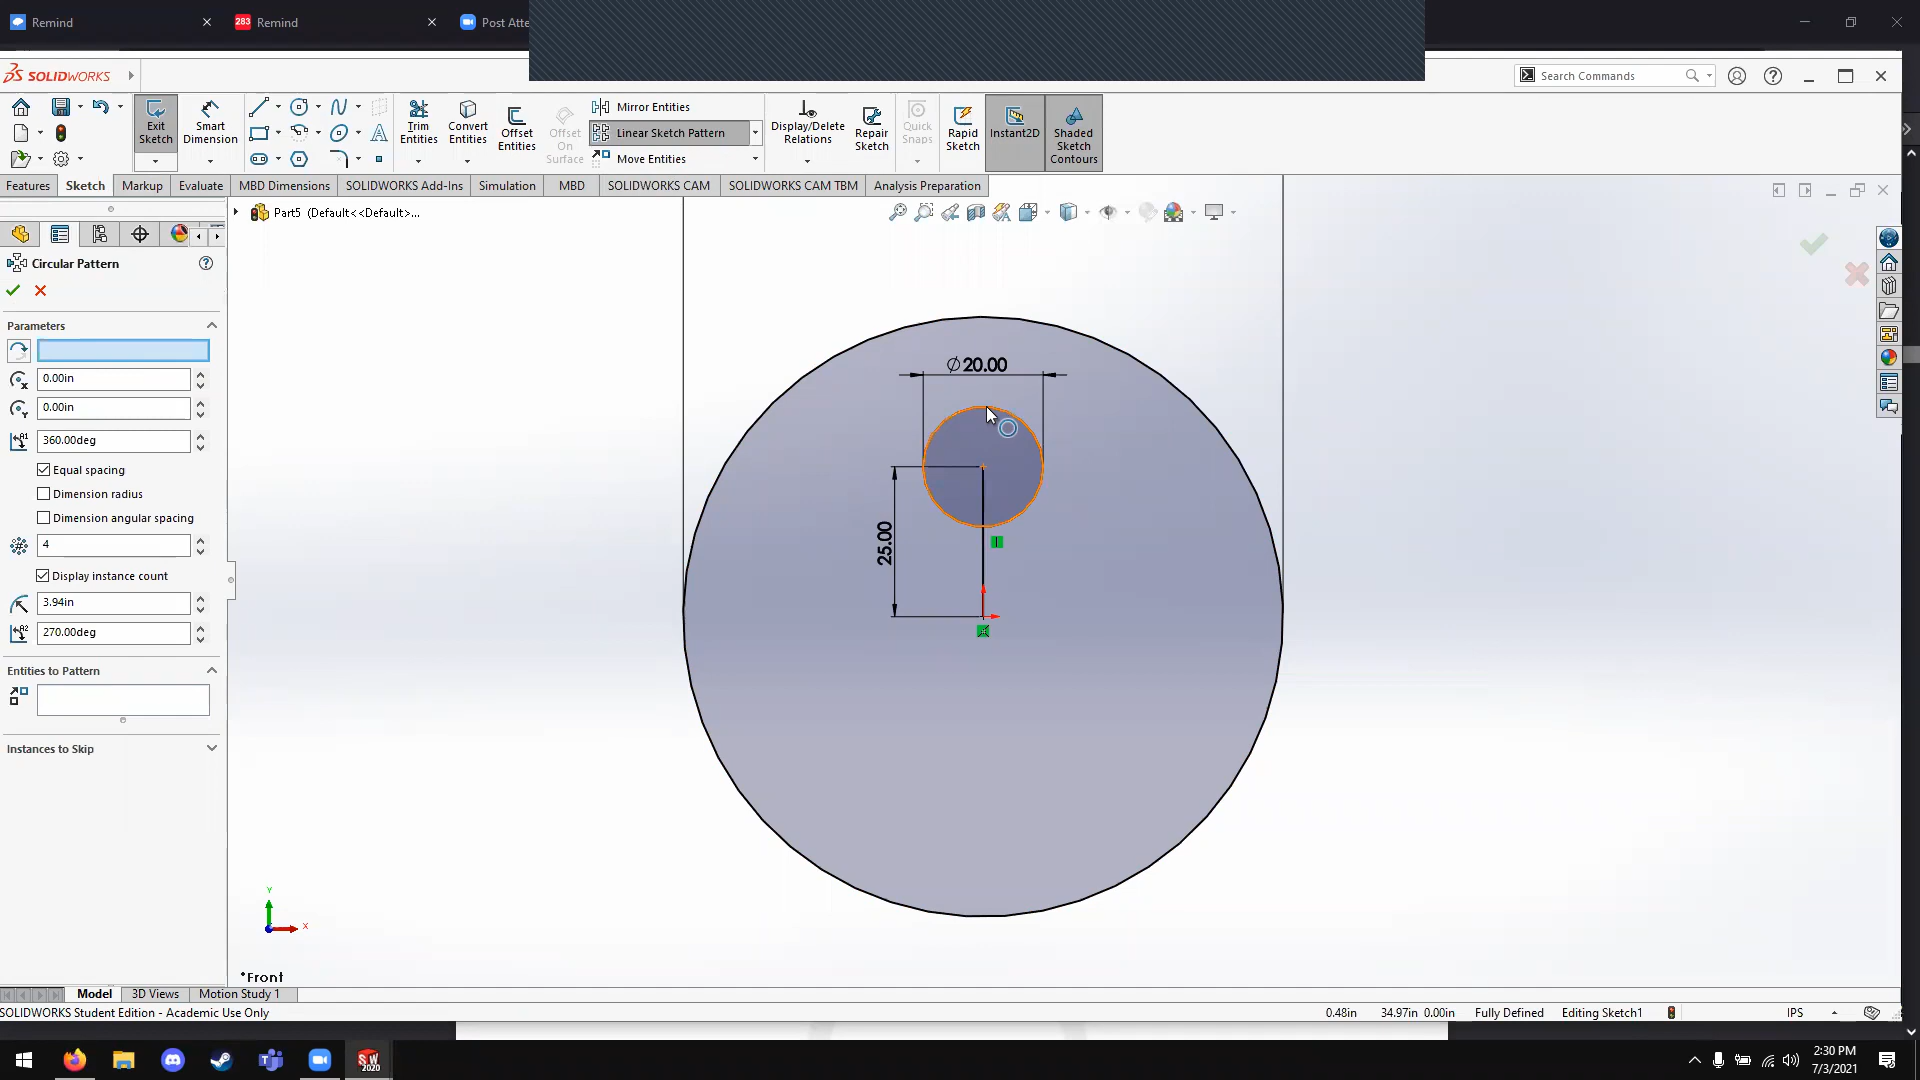 Remind
283 Remind
Post Atte
SOLIDWORKS
Search Commands
Exit Sketch
Smart Dimension
Trim Entities
Convert Entities
Offset Entities
Offset On Surface
Mirror Entities
Linear Sketch Pattern
Move Entities
Display/Delete Relations
Repair Sketch
Quick Snaps
Rapid Sketch
Instant2D
Shaded Sketch Contours
Features Sketch Markup Evaluate MBD Dimensions SOLIDWORKS Add-Ins Simulation MBD SOLIDWORKS CAM SOLIDWORKS CAM TBM Analysis Preparation
Part5 (Default<<Default>...
Circular Pattern
Parameters
0.00in
0.00in
360.00deg
Equal spacing
Dimension radius
Dimension angular spacing
4
Display instance count
3.94in
270.00deg
Entities to Pattern
Instances to Skip
∅20.00
25.00
Y
X
*Front
Model 3D Views Motion Study 1
SOLIDWORKS Student Edition - Academic Use Only
0.48in 34.97in 0.00in Fully Defined Editing Sketch1 IPS
SW 2020
2:30 PM
7/3/2021